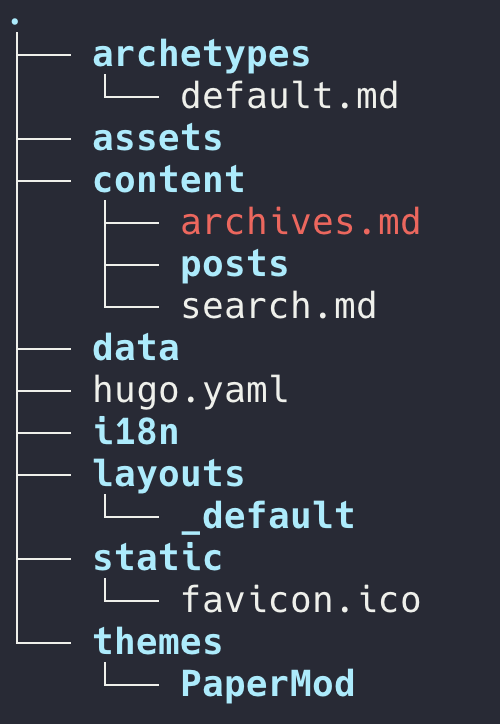 .
├── archetypes
│   └── default.md
├── assets
├── content
│   ├── archives.md
│   ├── posts
│   └── search.md
├── data
├── hugo.yaml
├── i18n
├── layouts
│   └── _default
├── static
│   └── favicon.ico
└── themes
    └── PaperMod